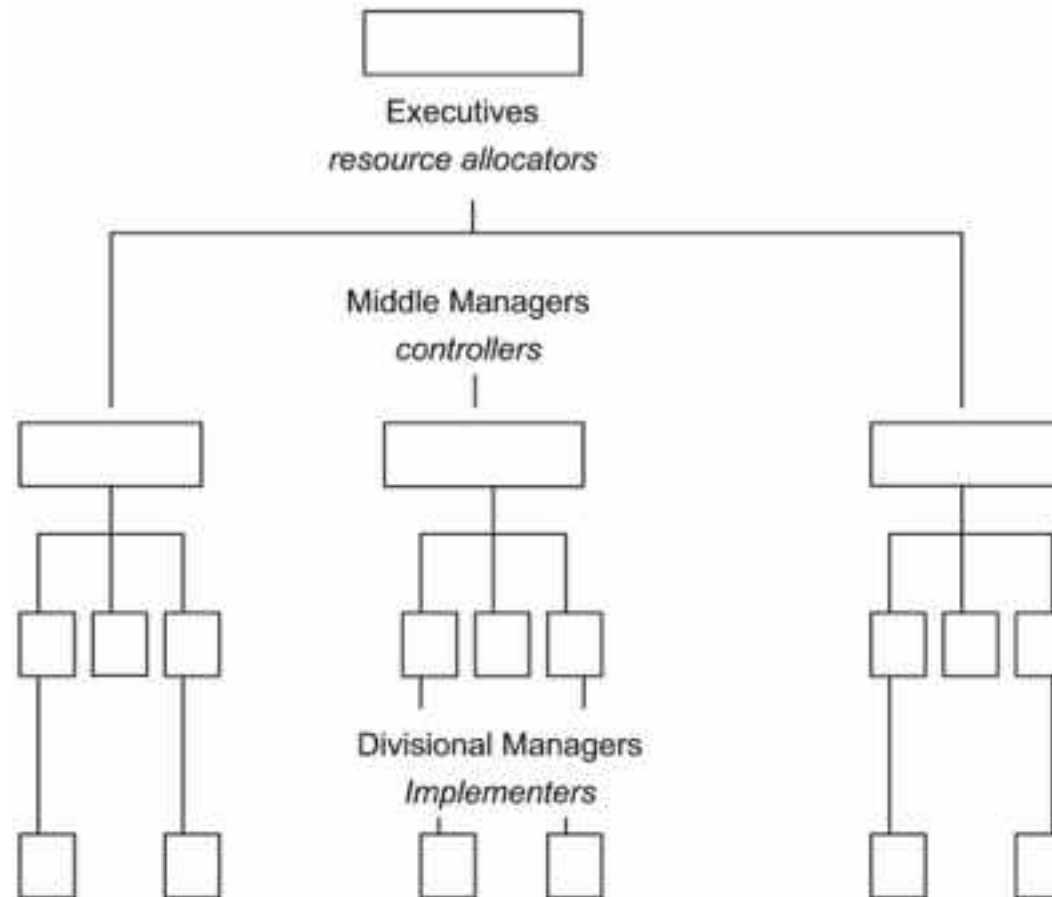 Executives
resource allocators
Middle Managers
controllers
Divisional Managers
Implementers